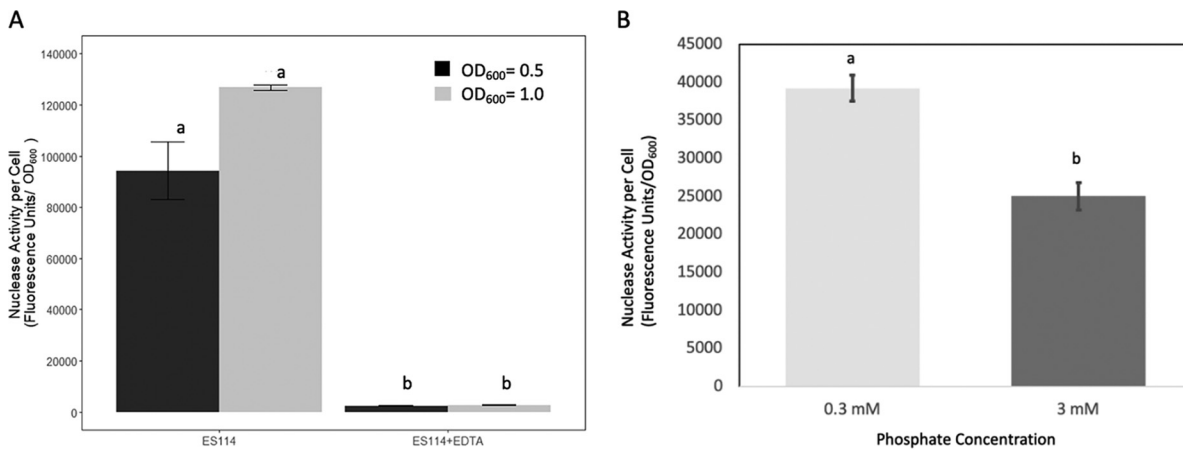 A
Nuclease Activity per Cell
(Fluorescence Units/ OD600 )
140000
120000
100000
80000
60000
40000
20000
0
a
a
b
b
OD600= 0.5
OD600= 1.0
ES114
ES114+EDTA
B
Nuclease Activity per Cell
(Fluorescence Units/OD600)
45000
40000
35000
30000
25000
20000
15000
10000
5000
0
a
b
0.3 mM
3 mM
Phosphate Concentration